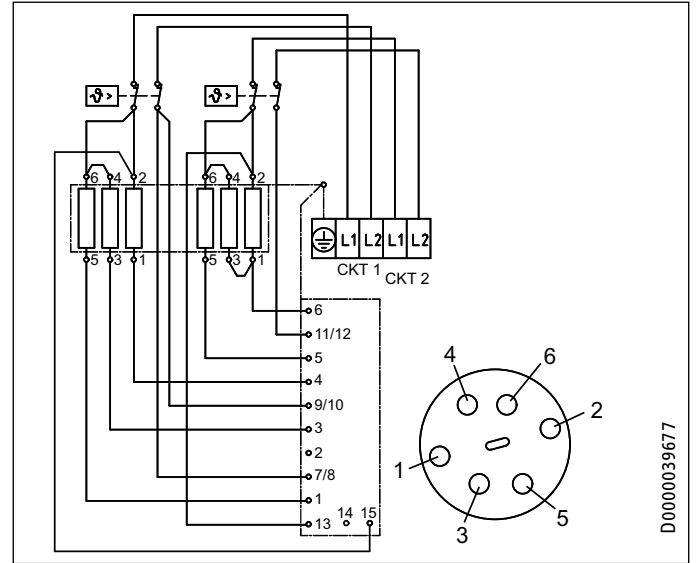 ϑ > ϑ >
6 4 2 6 4 2
L1 L2 L1 L2
5 3 1 5 3 1
CKT 1 CKT 2
6
11/12
5
4
9/10
3
2
7/8
1
13 14 15
4 6
2
1
3 5
D0000039677